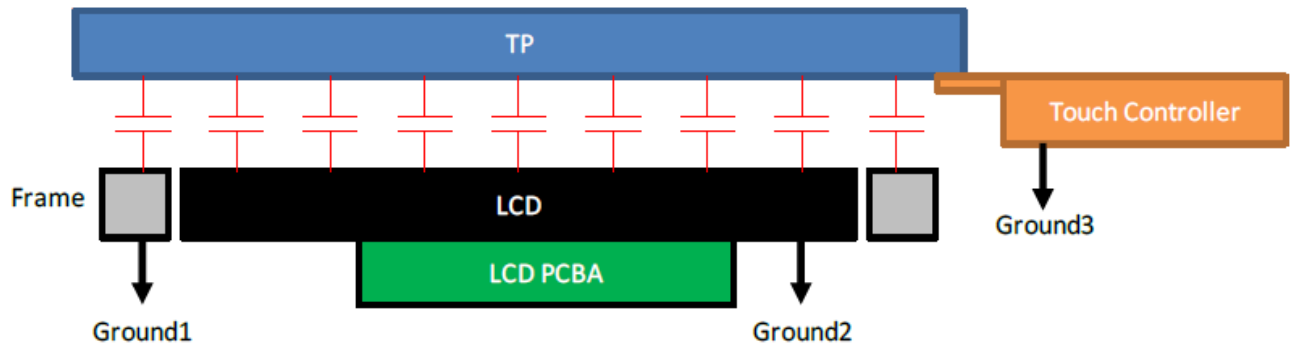 TP
Touch Controller
Frame
LCD
Ground3
LCD PCBA
Ground1
Ground2